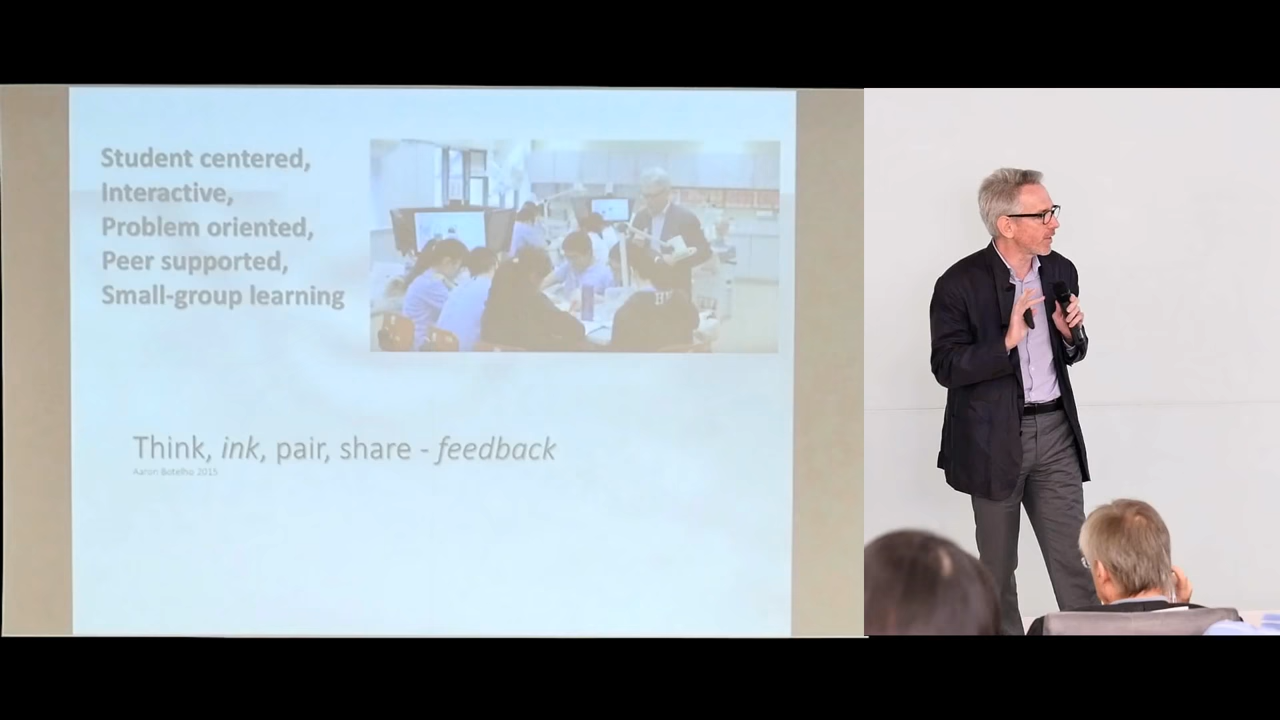 Student centered,
Interactive,
Problem oriented,
Peer supported,
Small-group learning
Think, ink, pair, share - feedback
Aaron Botelho 2015